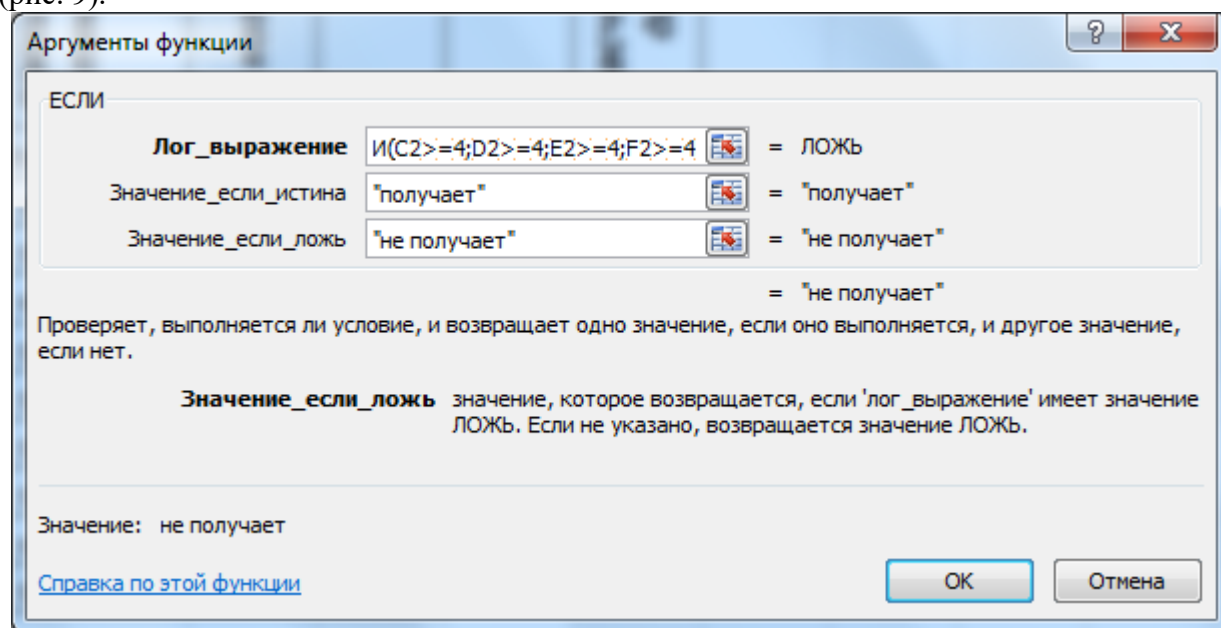 (рис. 9).
Аргументы функции
ЕСЛИ
Лог_выражение И(C2>=4;D2>=4;E2>=4;F2>=4 = ЛОЖЬ
Значение_если_истина "получает" = "получает"
Значение_если_ложь "не получает" = "не получает"
= "не получает"
Проверяет, выполняется ли условие, и возвращает одно значение, если оно выполняется, и другое значение,
если нет.
Значение_если_ложь значение, которое возвращается, если 'лог_выражение' имеет значение
ЛОЖЬ. Если не указано, возвращается значение ЛОЖЬ.
Значение: не получает
Справка по этой функции
ОК
Отмена